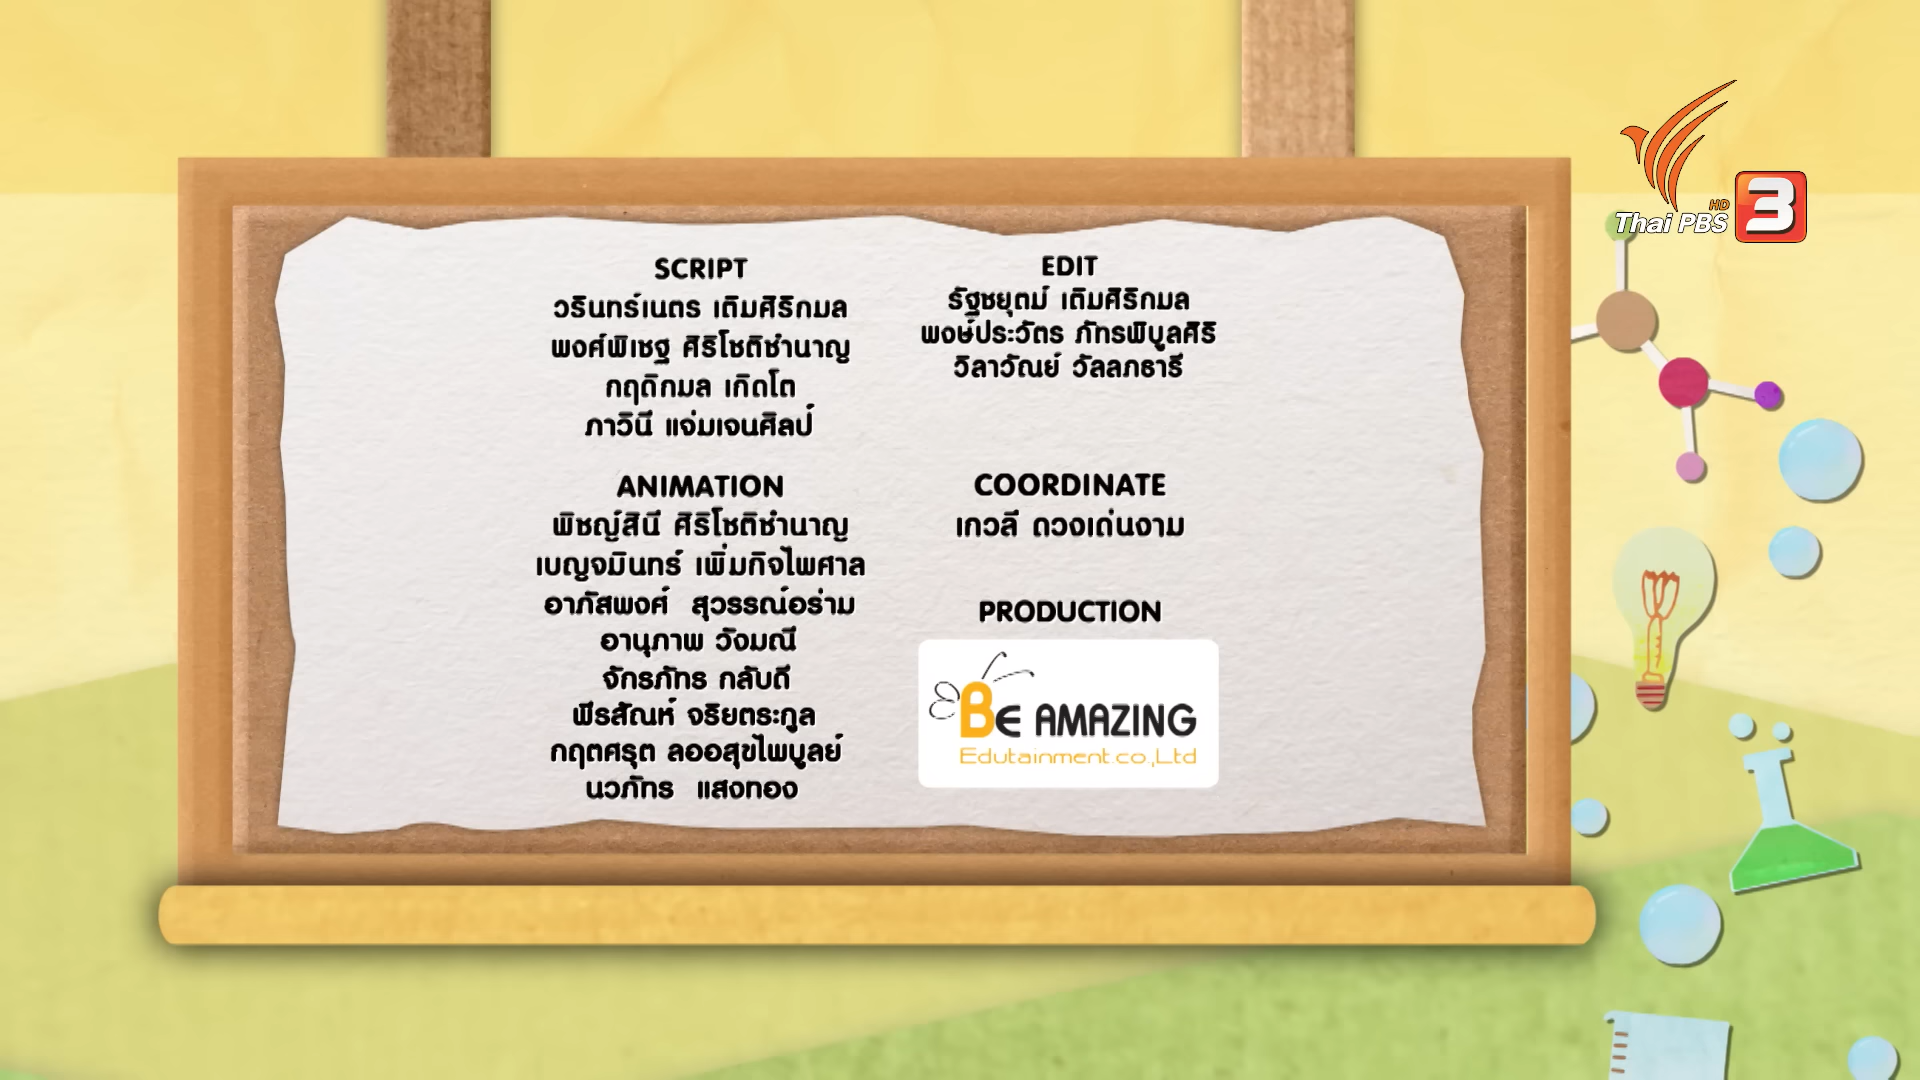 SCRIPT
วรินทร์เนตร เติมศิริกมล
พงศ์พิเชฐ ศิริโชติชำนาญ
กฤดิกมล เกิดโต
ภาวินี แจ่มเจนศิลป์
ANIMATION
พิชญ์สินี ศิริโชติชำนาญ
เบญจมินทร์ เพิ่มกิจไพศาล
อาภัสพงศ์ สุวรรณ์อร่าม
อานุภาพ วังมณี
จักรภัทร กลับดี
พีรสัณห์ จริยตระกูล
กฤตศรุต ลออสุขไพบูลย์
นวภัทร แสงทอง
EDIT
รัฐชยุตม์ เติมศิริกมล
พงษ์ประวัตร ภัทรพิบูลศิริ
วิลาวัณย์ วัลลภธารี
COORDINATE
เกวลี ดวงเด่นงาม
PRODUCTION
BE AMAZING
Edutainment.co.,Ltd
HD
Thai PBS 3